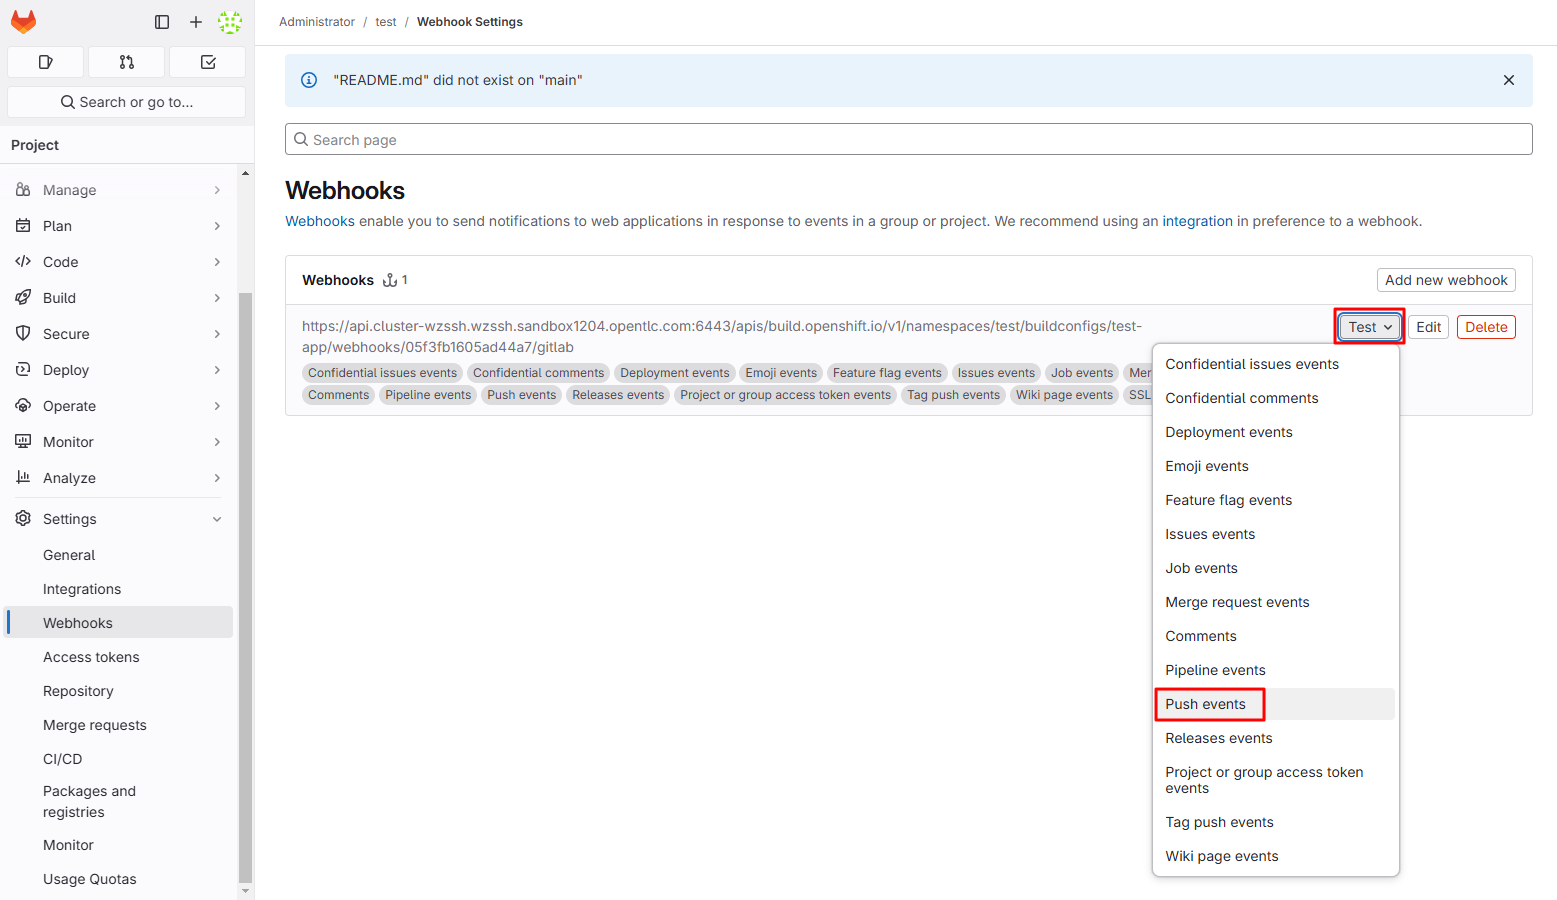 Administrator / test / Webhook Settings
"README.md" did not exist on "main"
Search or go to...
Project
Manage
Plan
Code
Build
Secure
Deploy
Operate
Monitor
Analyze
Settings
General
Integrations
Webhooks
Access tokens
Repository
Merge requests
CI/CD
Packages and
registries
Monitor
Usage Quotas
Search page
Webhooks
Webhooks enable you to send notifications to web applications in response to events in a group or project. We recommend using an integration in preference to a webhook.
Webhooks 1
Add new webhook
https://api.cluster-wzssh.wzssh.sandbox1204.opentlc.com:6443/apis/build.openshift.io/v1/namespaces/test/buildconfigs/test-
app/webhooks/05f3fb1605ad44a7/gitlab
Test Edit Delete
Confidential issues events Confidential comments Deployment events Emoji events Feature flag events Issues events Job events Mer
Comments Pipeline events Push events Releases events Project or group access token events Tag push events Wiki page events SSL
Confidential issues events
Confidential comments
Deployment events
Emoji events
Feature flag events
Issues events
Job events
Merge request events
Comments
Pipeline events
Push events
Releases events
Project or group access token
events
Tag push events
Wiki page events